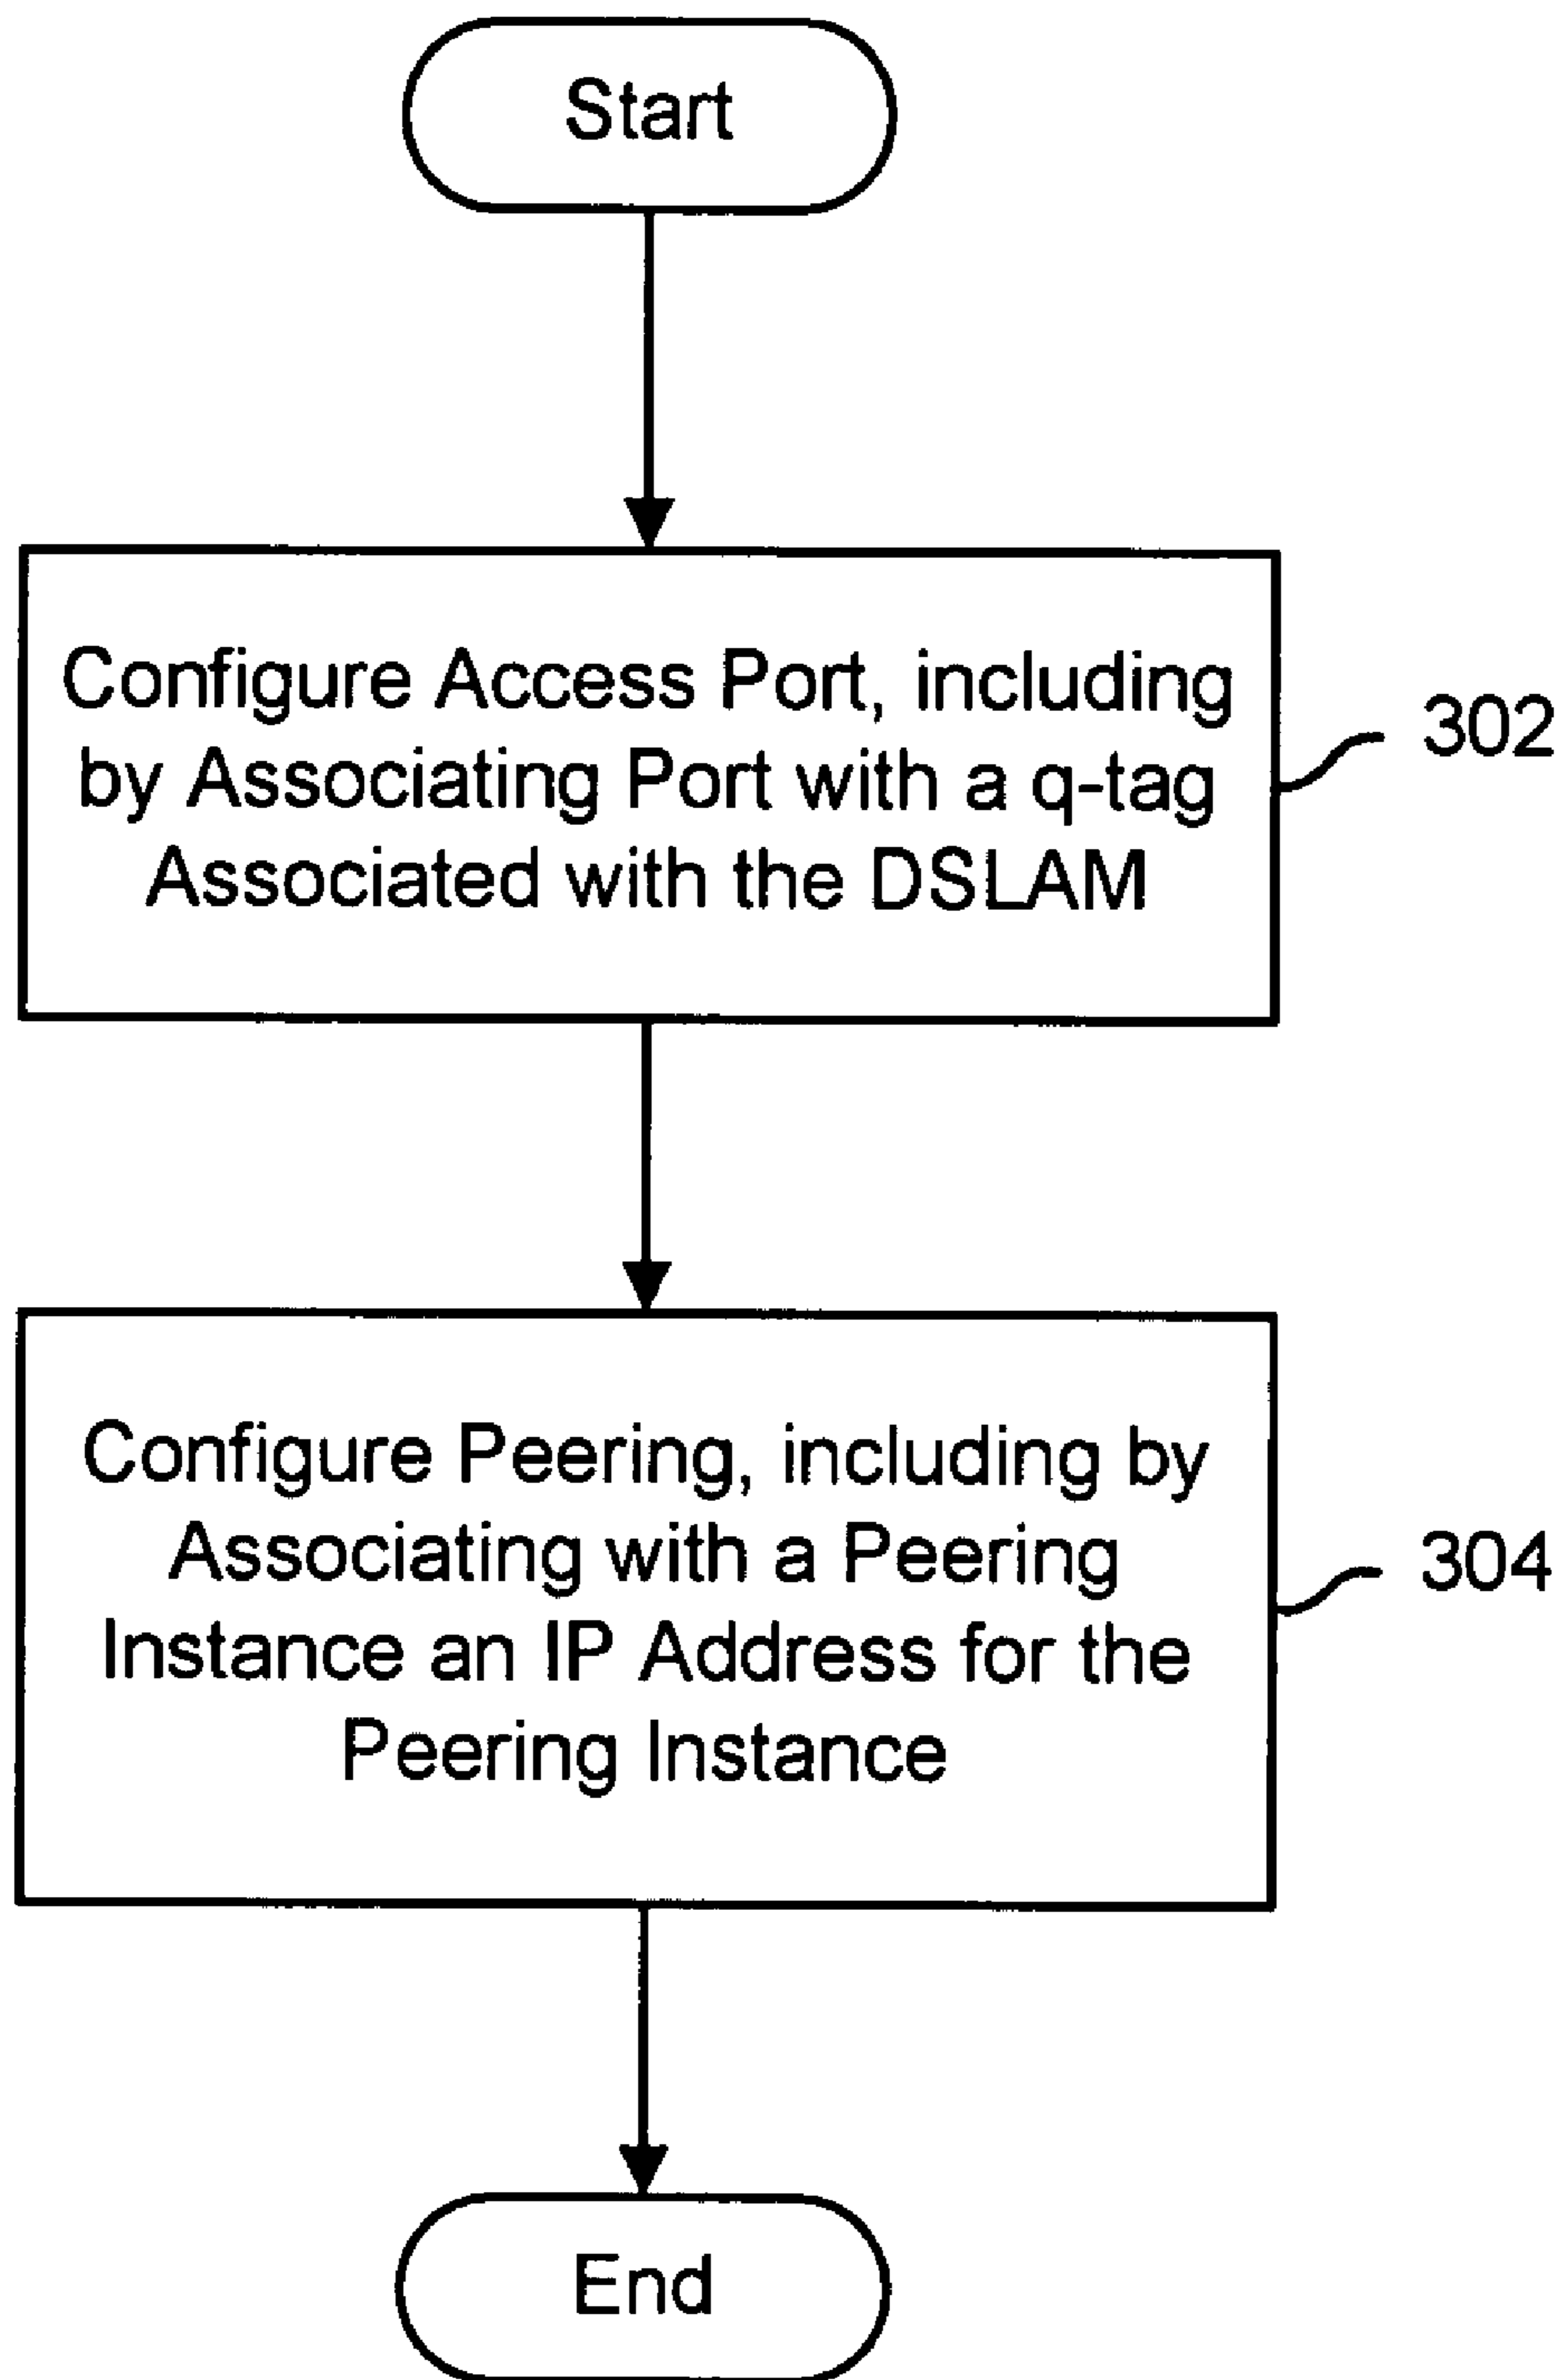 Start
Configure Access Port, including
by Associating Port with a q-tag
Associated with the DSLAM
302
Configure Peering, including by
Associating with a Peering
Instance an IP Address for the
Peering Instance
304
End